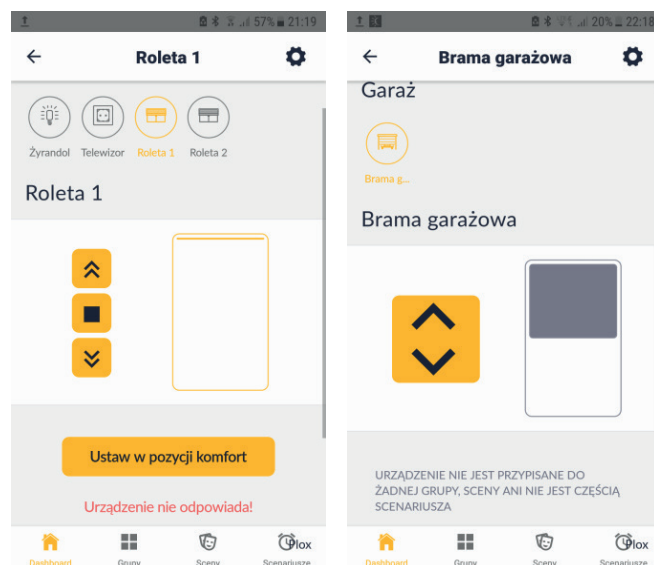 57% 21:19
Roleta 1
Żyrandol Telewizor Roleta 1 Roleta 2
Roleta 1
Ustaw w pozycji komfort
Urządzenie nie odpowiada!
Dashboard Grupy Sceny Scenariusze
plox
20% 22:18
Brama garażowa
Garaż
Brama g...
Brama garażowa
URZĄDZENIE NIE JEST PRZYPISANE DO
ŻADNEJ GRUPY, SCENY ANI NIE JEST CZĘŚCIĄ
SCENARIUSZA
Dashboard Grupy Sceny Scenariusze
plox